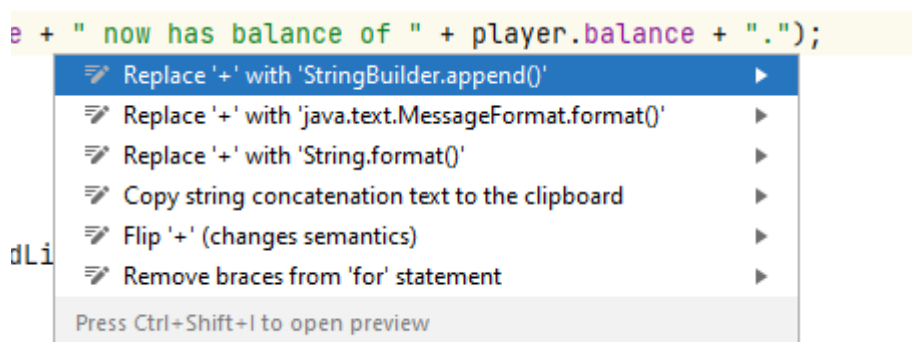 e + " now has balance of " + player.balance + ".");
Replace '+' with 'StringBuilder.append()'
Replace '+' with 'java.text.MessageFormat.format()'
Replace '+' with 'String.format()'
Copy string concatenation text to the clipboard
Flip '+' (changes semantics)
dLi
Remove braces from 'for' statement
Press Ctrl+Shift+I to open preview